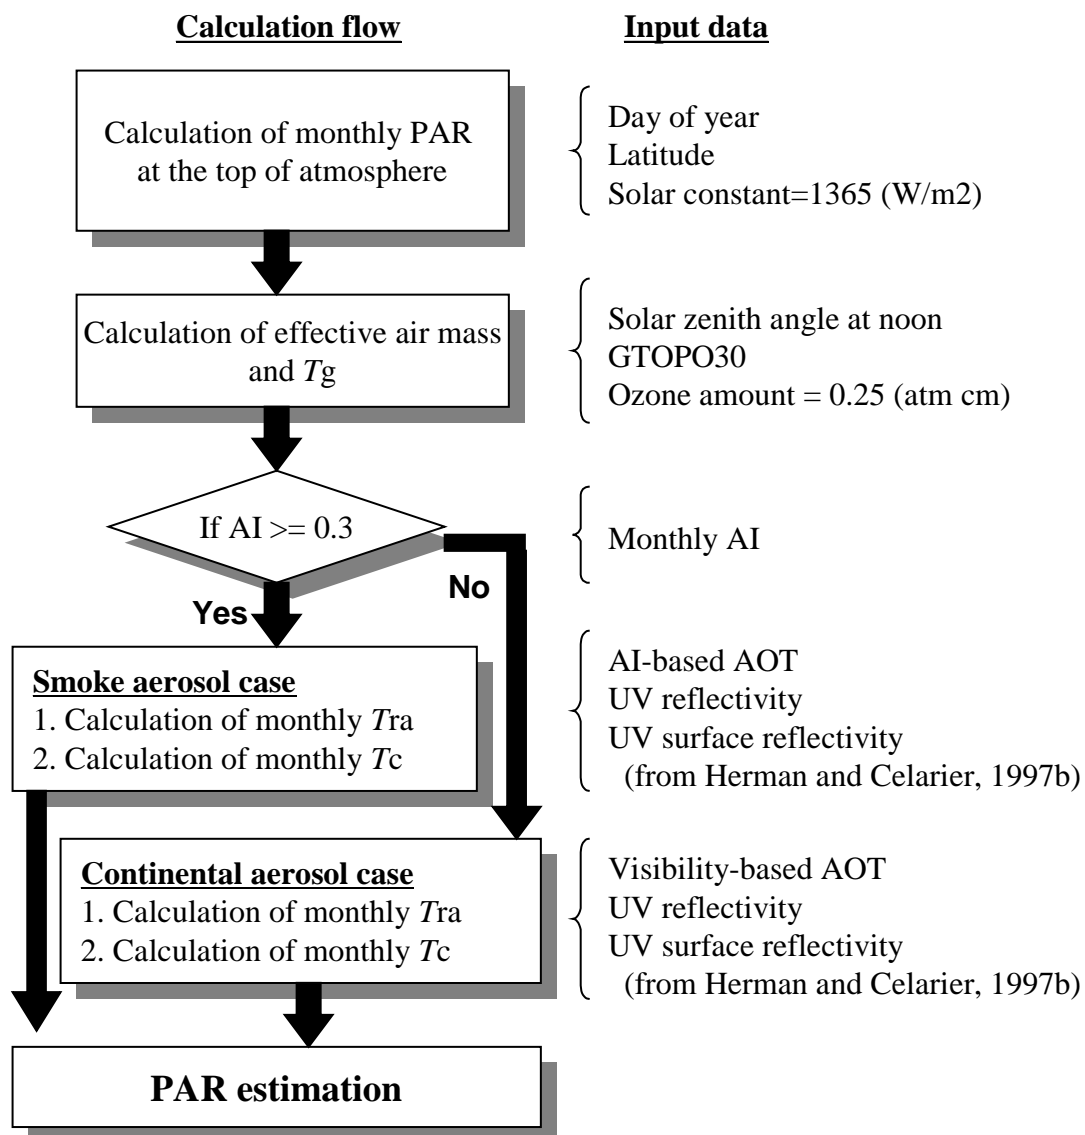 Calculation flow
Input data
Calculation of monthly PAR
at the top of atmosphere
Day of year
Latitude
Solar constant=1365 (W/m2)
Calculation of effective air mass
and Tg
Solar zenith angle at noon
GTOPO30
Ozone amount = 0.25 (atm cm)
If AI >= 0.3
Monthly AI
No
Yes
Smoke aerosol case
1. Calculation of monthly Tra
2. Calculation of monthly Tc
AI-based AOT
UV reflectivity
UV surface reflectivity
(from Herman and Celarier, 1997b)
Continental aerosol case
1. Calculation of monthly Tra
2. Calculation of monthly Tc
Visibility-based AOT
UV reflectivity
UV surface reflectivity
(from Herman and Celarier, 1997b)
PAR estimation